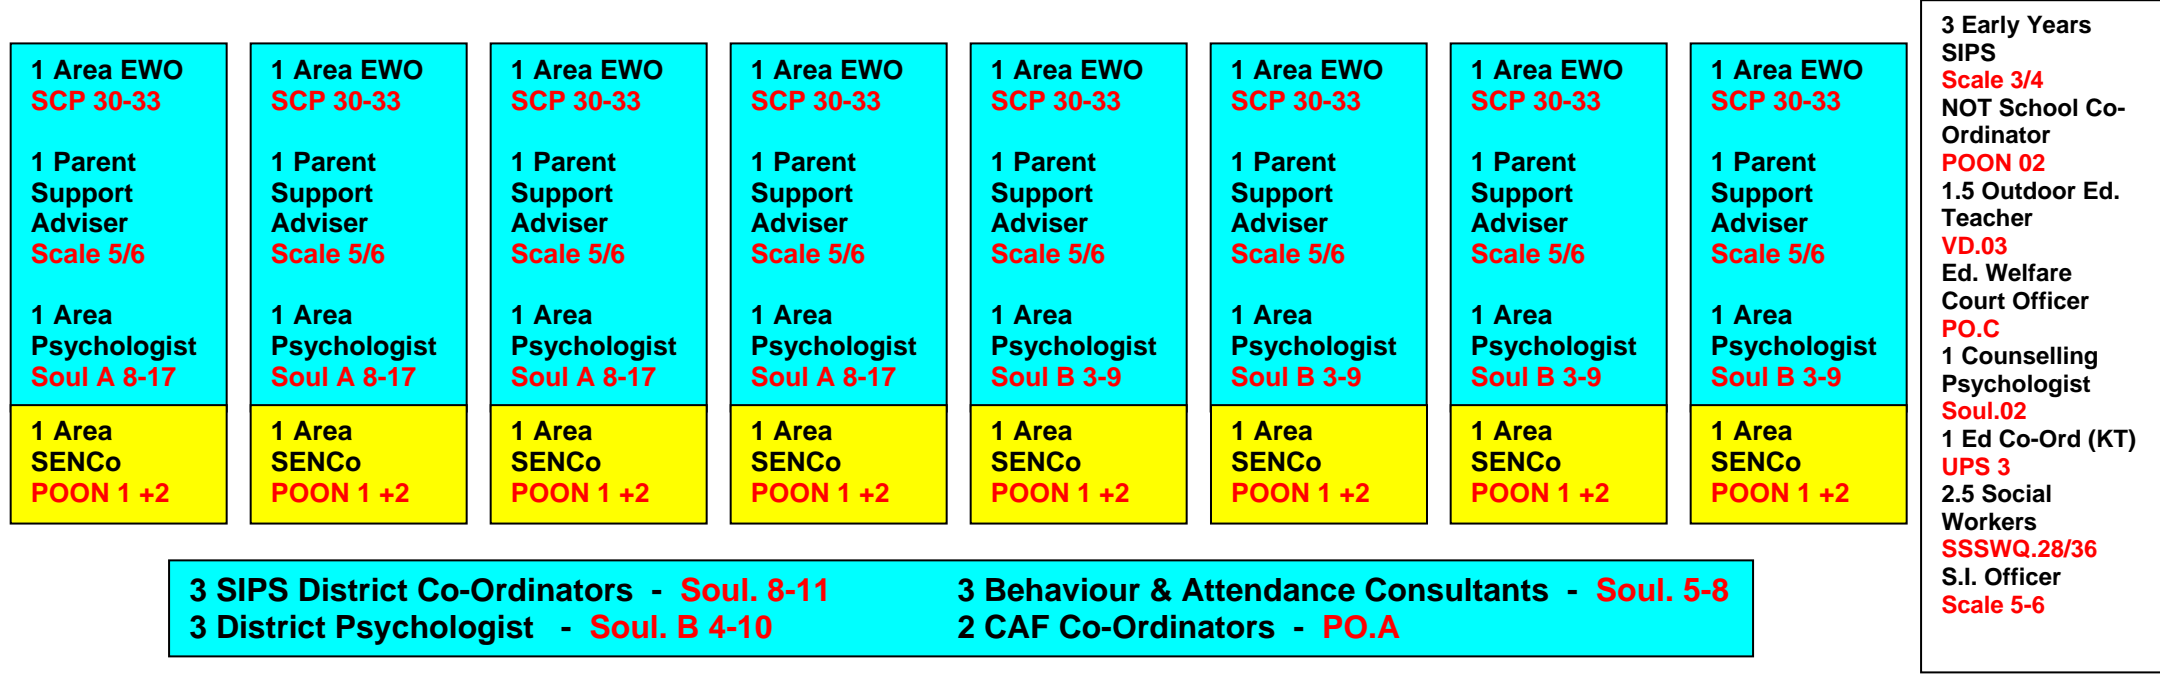 1 Area EWO
SCP 30-33
1 Parent
Support
Adviser
Scale 5/6
1 Area
Psychologist
Soul A 8-17
1 Area
SENCo
POON 1 +2
1 Area EWO
SCP 30-33
1 Parent
Support
Adviser
Scale 5/6
1 Area
Psychologist
Soul A 8-17
1 Area
SENCo
POON 1 +2
1 Area EWO
SCP 30-33
1 Parent
Support
Adviser
Scale 5/6
1 Area
Psychologist
Soul A 8-17
1 Area
SENCo
POON 1 +2
1 Area EWO
SCP 30-33
1 Parent
Support
Adviser
Scale 5/6
1 Area
Psychologist
Soul A 8-17
1 Area
SENCo
POON 1 +2
1 Area EWO
SCP 30-33
1 Parent
Support
Adviser
Scale 5/6
1 Area
Psychologist
Soul B 3-9
1 Area
SENCo
POON 1 +2
1 Area EWO
SCP 30-33
1 Parent
Support
Adviser
Scale 5/6
1 Area
Psychologist
Soul B 3-9
1 Area
SENCo
POON 1 +2
1 Area EWO
SCP 30-33
1 Parent
Support
Adviser
Scale 5/6
1 Area
Psychologist
Soul B 3-9
1 Area
SENCo
POON 1 +2
1 Area EWO
SCP 30-33
1 Parent
Support
Adviser
Scale 5/6
1 Area
Psychologist
Soul B 3-9
1 Area
SENCo
POON 1 +2
3 Early Years
SIPS
Scale 3/4
NOT School Co-
Ordinator
POON 02
1.5 Outdoor Ed.
Teacher
VD.03
Ed. Welfare
Court Officer
PO.C
1 Counselling
Psychologist
Soul.02
1 Ed Co-Ord (KT)
UPS 3
2.5 Social
Workers
SSSWQ.28/36
S.I. Officer
Scale 5-6
3 SIPS District Co-Ordinators - Soul. 8-11 3 Behaviour & Attendance Consultants - Soul. 5-8
3 District Psychologist - Soul. B 4-10 2 CAF Co-Ordinators - PO.A